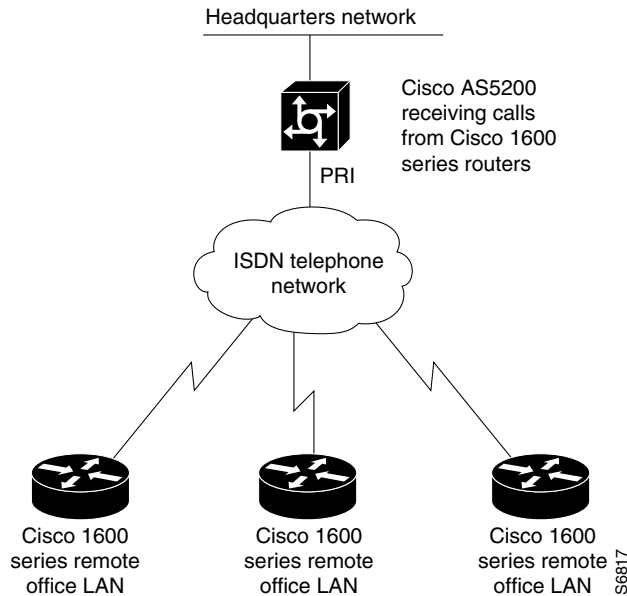 Headquarters network
Cisco AS5200
receiving calls
from Cisco 1600
series routers
PRI
ISDN telephone
network
Cisco 1600
series remote
office LAN
Cisco 1600
series remote
office LAN
Cisco 1600
series remote
office LAN
S6817